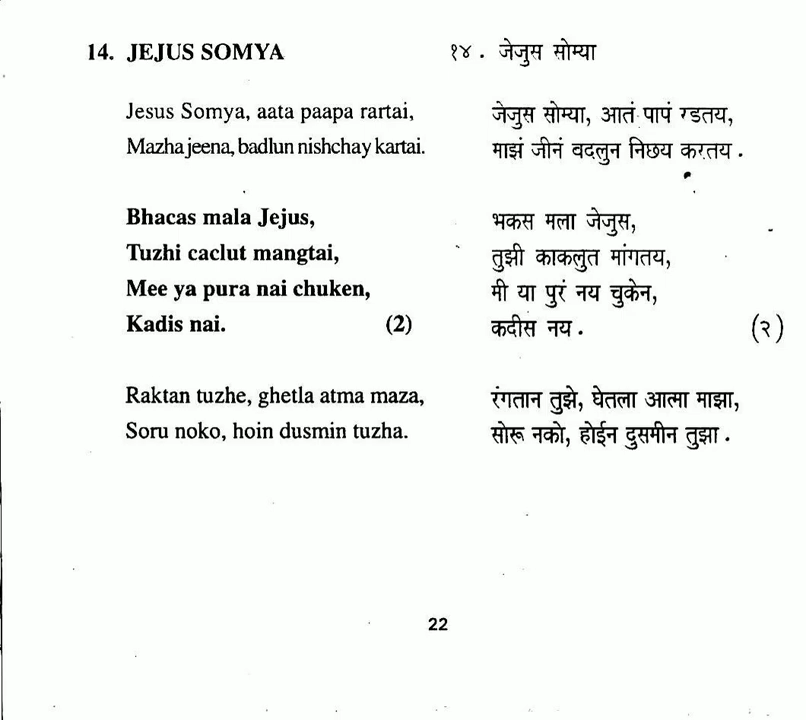 14. JEJUS SOMYA
Jesus Somya, aata paapa rartai,
Mazha jeena, badlun nishchay kartai.
Bhacas mala Jejus,
Tuzhi caclut mangtai,
Mee ya pura nai chuken,
Kadis nai. (2)
Raktan tuzhe, ghetla atma maza,
Soru noko, hoin dusmin tuzha.
१४. जेजुस सोम्या
जेजुस सोम्या, आतं पापं रडतय,
माझं जीनं वदलुन निछय करतय.
भकस मला जेजुस,
तुझी काकलुत मांगतय,
मी या पुरं नय चुकेन,
कदीस नय. (२)
रंगतान तुझे, घेतला आत्मा माझा,
सोरू नको, होईन दुसमीन तुझा.
22